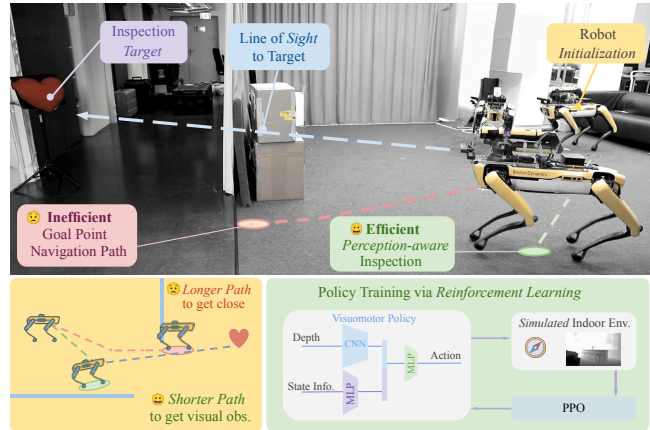 Inspection
Target
Line of Sight
to Target
Robot
Initialization
BostonDynamics
Inefficient
Goal Point
Navigation Path
Efficient
Perception-aware
Inspection
Longer Path
to get close
Shorter Path
to get visual obs.
Policy Training via Reinforcement Learning
Visuomotor Policy
Depth
CNN
Action
MLP
State Info.
MLP
Simulated Indoor Env.
PPO